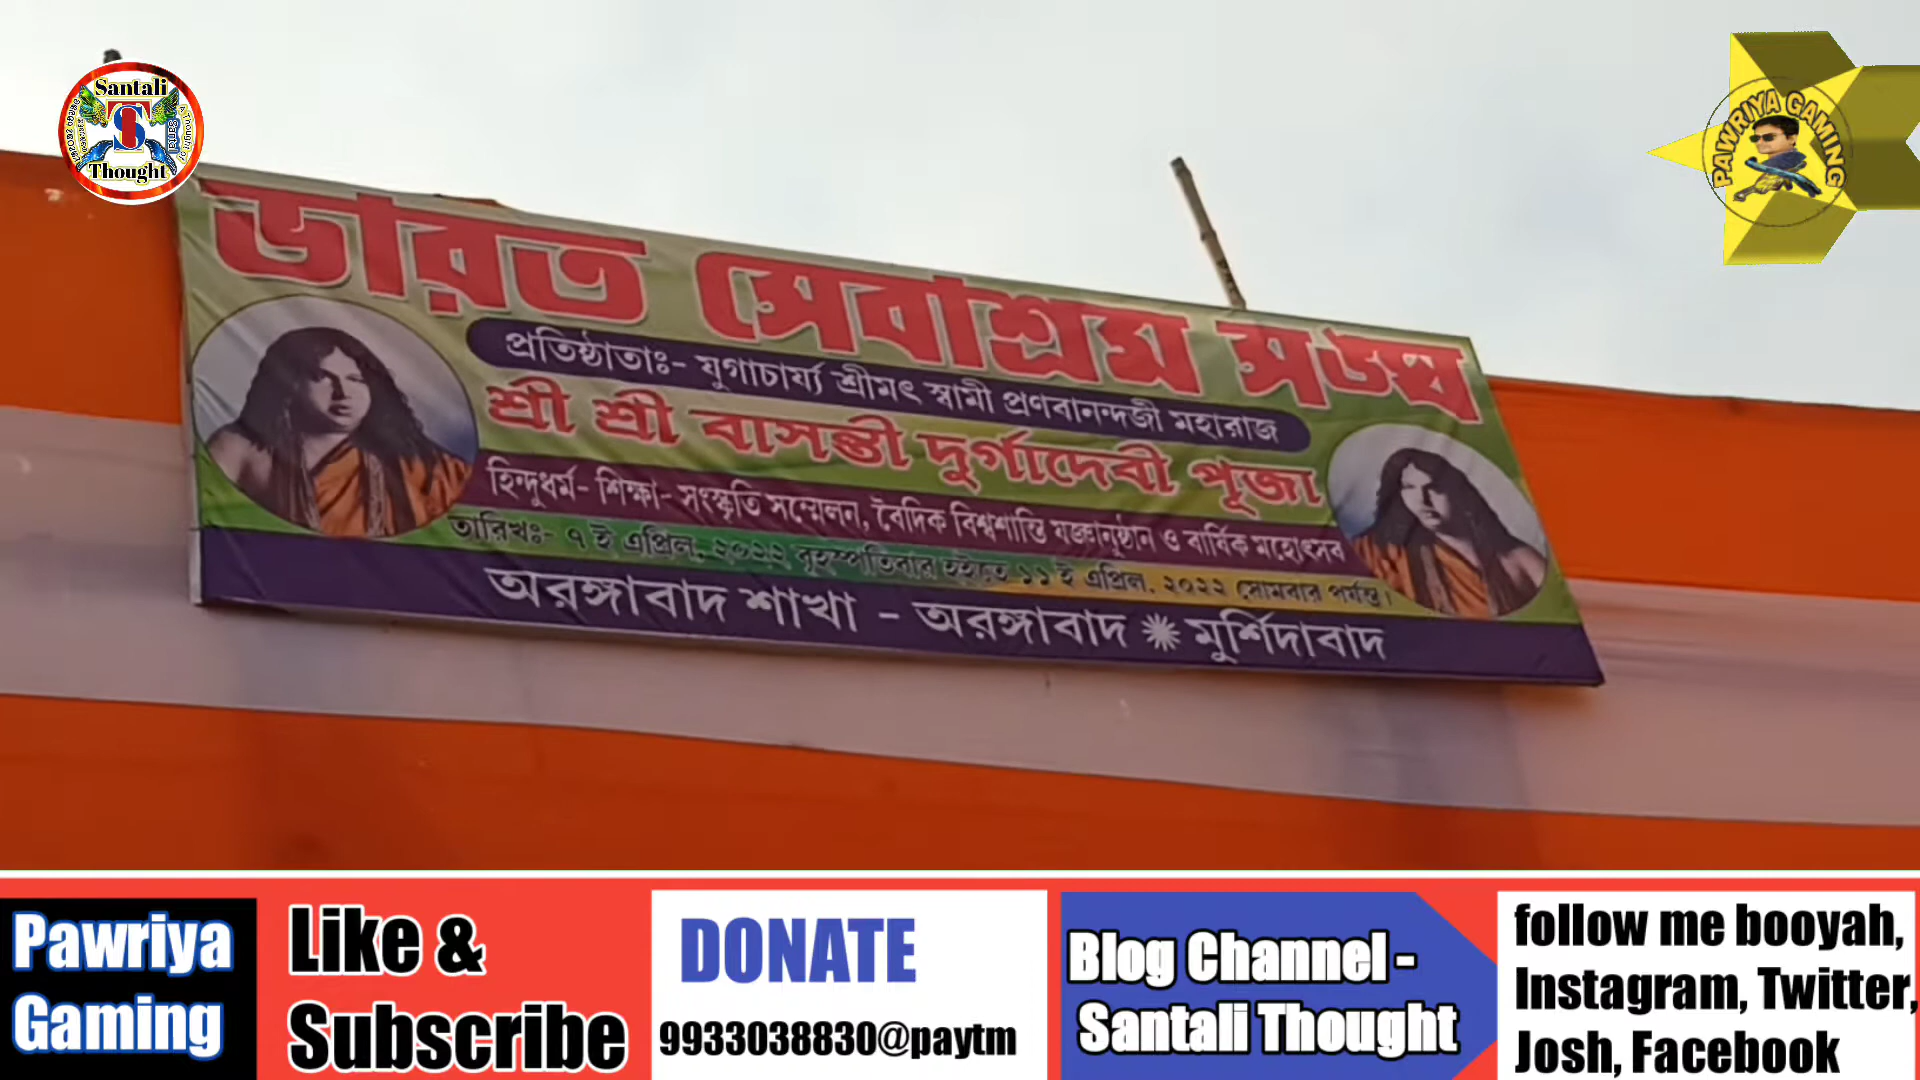 Santali
Thought
PAWRIYA GAMING
ভারত সেবাশ্রম সঙ্ঘ
প্রতিষ্ঠাতাঃ- যুগাচার্য্য শ্রীমৎ স্বামী প্রণবানন্দজী মহারাজ
শ্রী শ্রী বাসন্তী দুর্গাদেবী পূজা
হিন্দুধর্ম- শিক্ষা- সংস্কৃতি সম্মেলন, বৈদিক বিশ্বশান্তি যজ্ঞানুষ্ঠান ও বার্ষিক মহোৎসব
তারিখঃ- ৭ ই এপ্রিল, ২০২২ বৃহস্পতিবার হইতে ১১ ই এপ্রিল, ২০২২ সোমবার পর্যন্ত।
অরঙ্গাবাদ শাখা - অরঙ্গাবাদ ✹ মুর্শিদাবাদ
Pawriya
Gaming
Like &
Subscribe
DONATE
9933038830@paytm
Blog Channel -
Santali Thought
follow me booyah,
Instagram, Twitter,
Josh, Facebook